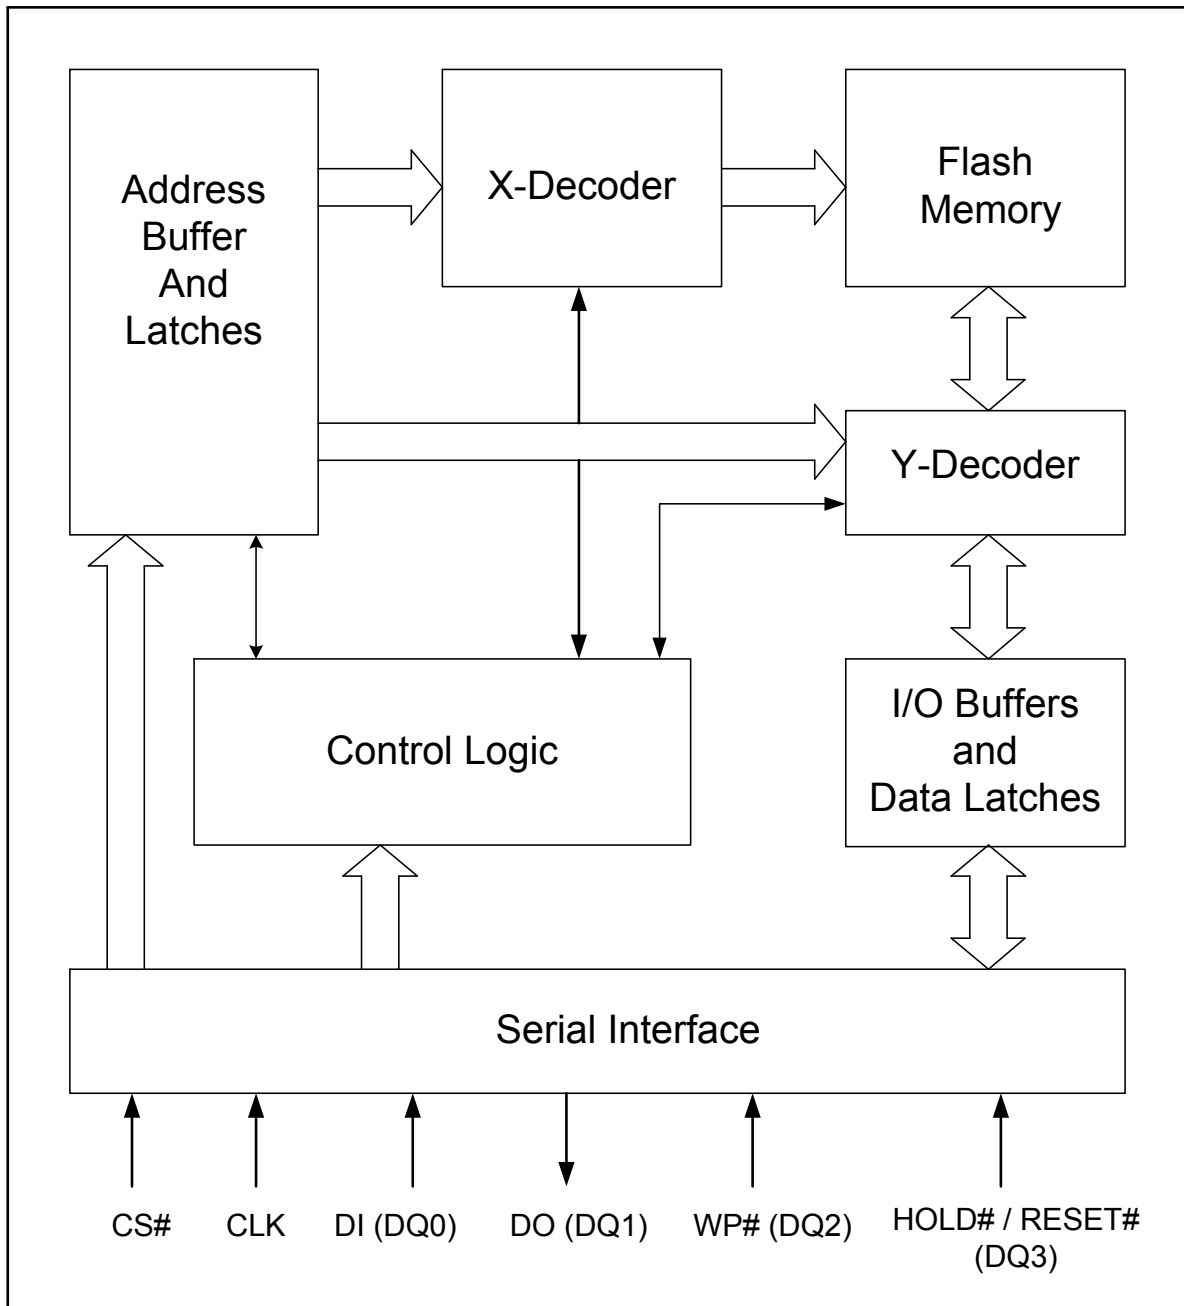 Address
Buffer
And
Latches
X-Decoder
Flash
Memory
Y-Decoder
Control Logic
I/O Buffers
and
Data Latches
Serial Interface
CS#
CLK
DI (DQ0)
DO (DQ1)
WP# (DQ2)
HOLD# / RESET#
(DQ3)